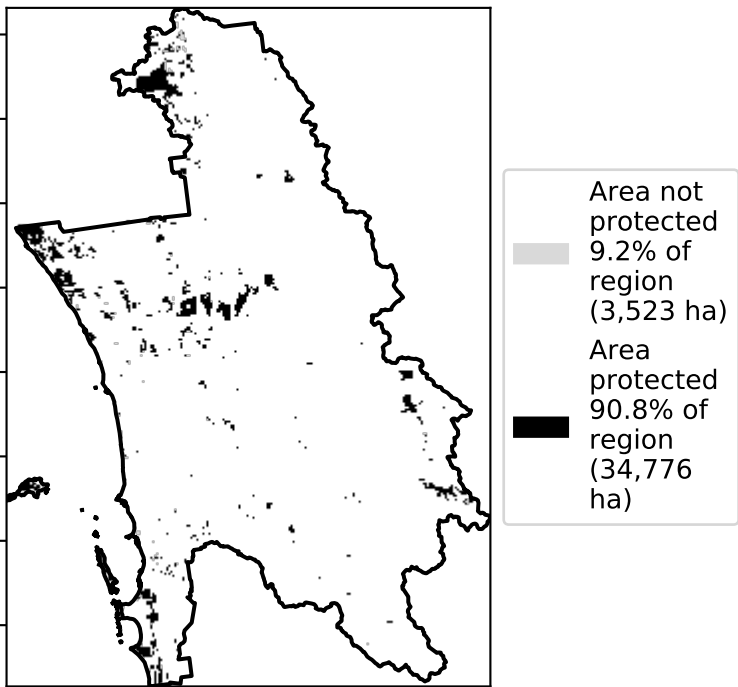 Area not
protected
9.2% of
region
(3,523 ha)
Area
protected
90.8% of
region
(34,776
ha)